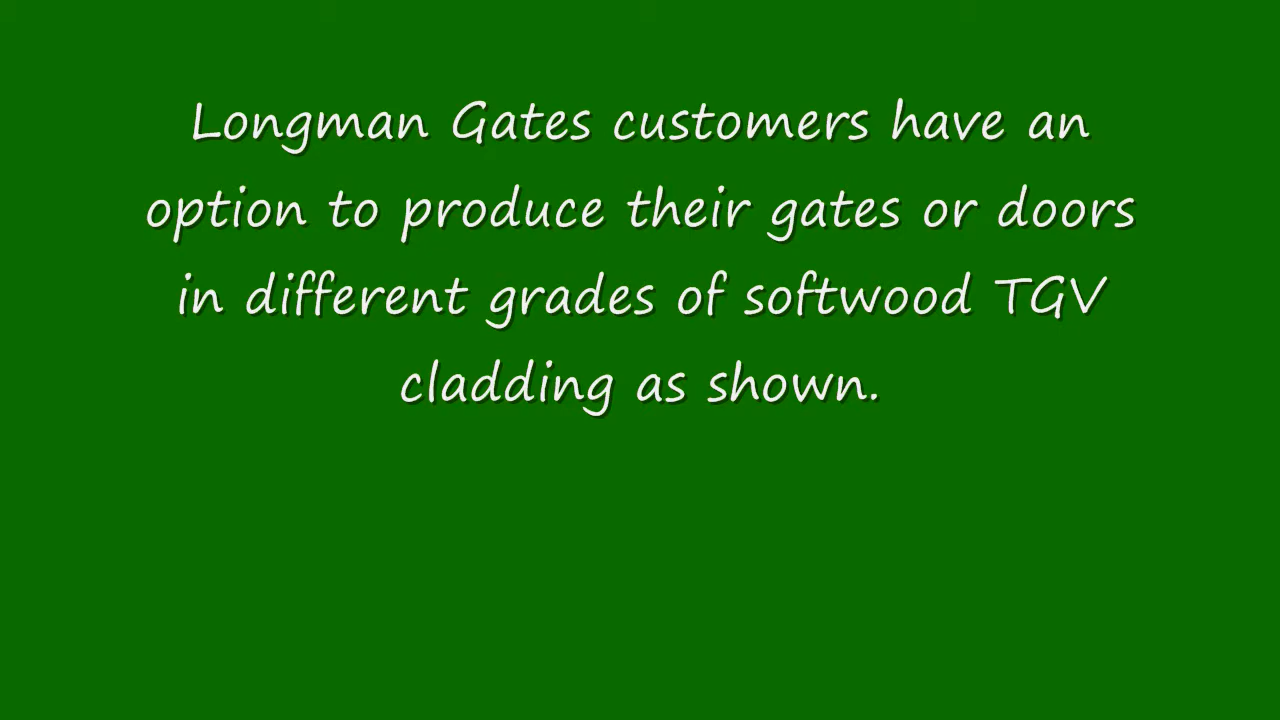 Longman Gates customers have an
option to produce their gates or doors
in different grades of softwood TGV
cladding as shown.